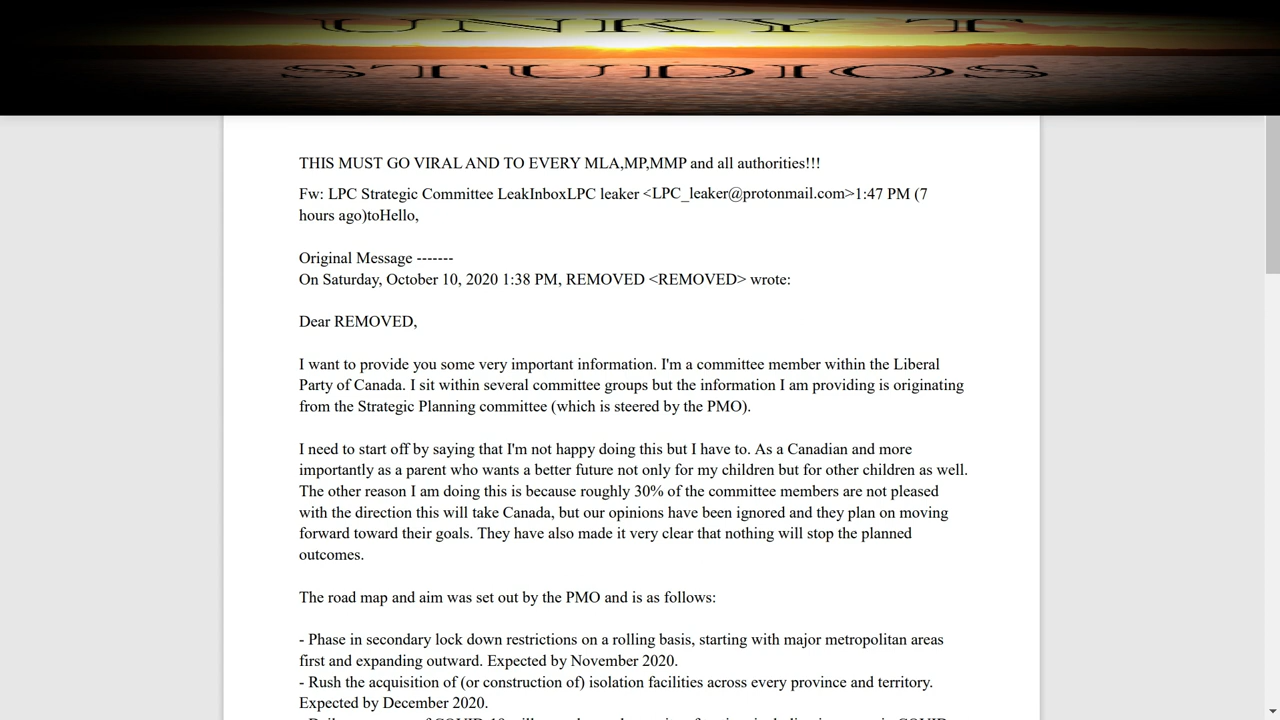 UNKY T
STUDIOS
THIS MUST GO VIRAL AND TO EVERY MLA,MP,MMP and all authorities!!!
Fw: LPC Strategic Committee LeakInboxLPC leaker <LPC_leaker@protonmail.com>1:47 PM (7
hours ago)toHello,
Original Message -------
On Saturday, October 10, 2020 1:38 PM, REMOVED <REMOVED> wrote:
Dear REMOVED,
I want to provide you some very important information. I'm a committee member within the Liberal
Party of Canada. I sit within several committee groups but the information I am providing is originating
from the Strategic Planning committee (which is steered by the PMO).
I need to start off by saying that I'm not happy doing this but I have to. As a Canadian and more
importantly as a parent who wants a better future not only for my children but for other children as well.
The other reason I am doing this is because roughly 30% of the committee members are not pleased
with the direction this will take Canada, but our opinions have been ignored and they plan on moving
forward toward their goals. They have also made it very clear that nothing will stop the planned
outcomes.
The road map and aim was set out by the PMO and is as follows:
- Phase in secondary lock down restrictions on a rolling basis, starting with major metropolitan areas
first and expanding outward. Expected by November 2020.
- Rush the acquisition of (or construction of) isolation facilities across every province and territory.
Expected by December 2020.